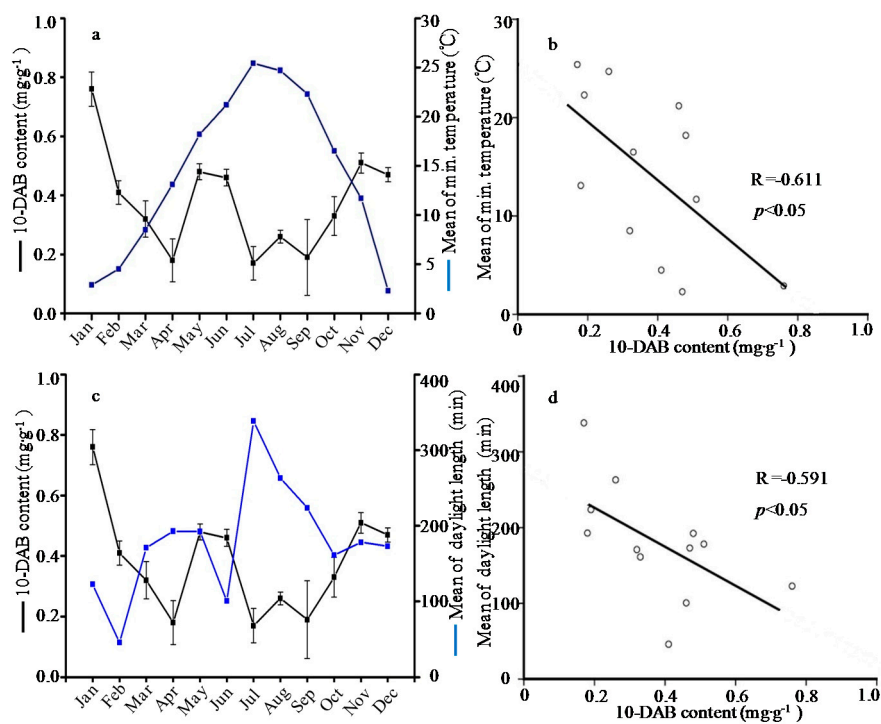 a
10-DAB content (mg·g⁻¹)
1.0
0.8
0.6
0.4
0.2
0.0
30
25
20
15
10
5
0
Mean of min. temperature (℃)
Jan
Feb
Mar
Apr
May
Jun
Jul
Aug
Sep
Oct
Nov
Dec
b
Mean of min. temperature (℃)
30
20
10
0
R=-0.611
p<0.05
0.2
0.4
0.6
0.8
1.0
10-DAB content (mg·g⁻¹)
c
10-DAB content (mg·g⁻¹)
1.0
0.8
0.6
0.4
0.2
0.0
400
300
200
100
0
Mean of daylight length (min)
Jan
Feb
Mar
Apr
May
Jun
Jul
Aug
Sep
Oct
Nov
Dec
d
Mean of daylight length (min)
400
300
200
100
0
R=-0.591
p<0.05
0.2
0.4
0.6
0.8
1.0
10-DAB content (mg·g⁻¹)